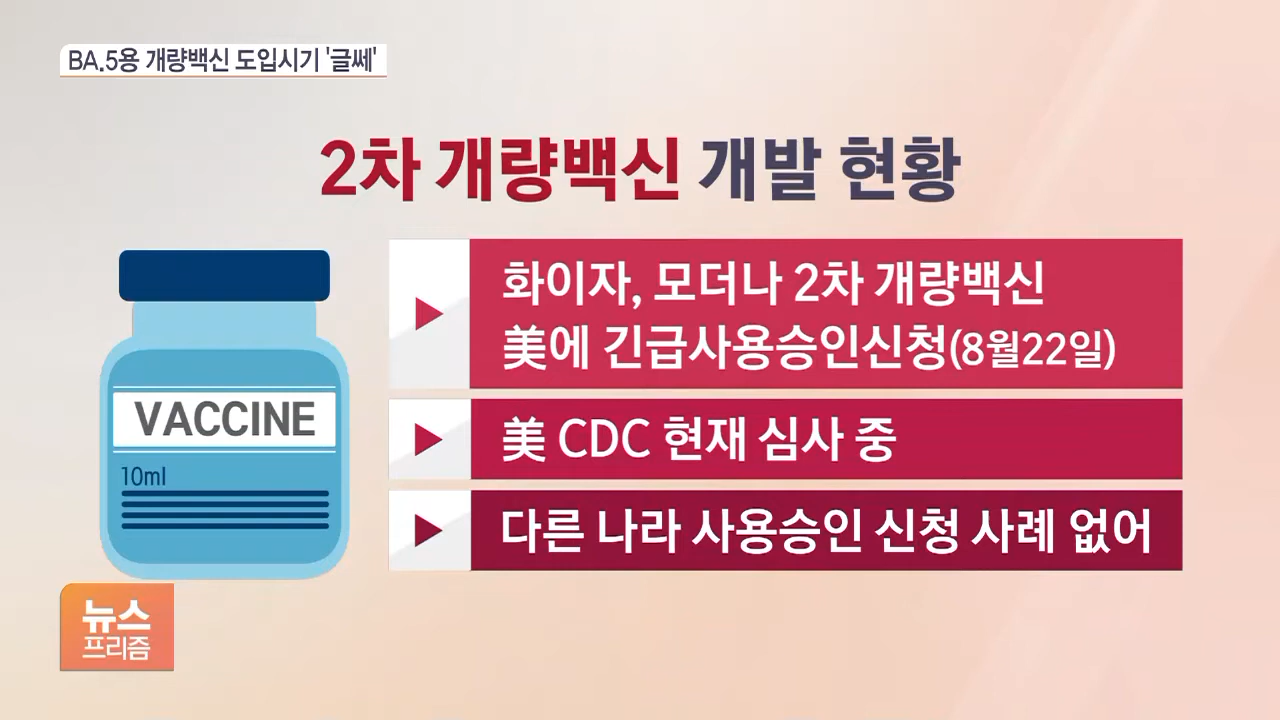 BA.5용 개량백신 도입시기 '글쎄'
2차 개량백신 개발 현황
화이자, 모더나 2차 개량백신
美에 긴급사용승인신청(8월22일)
美 CDC 현재 심사 중
다른 나라 사용승인 신청 사례 없어
VACCINE
10ml
뉴스
프리즘